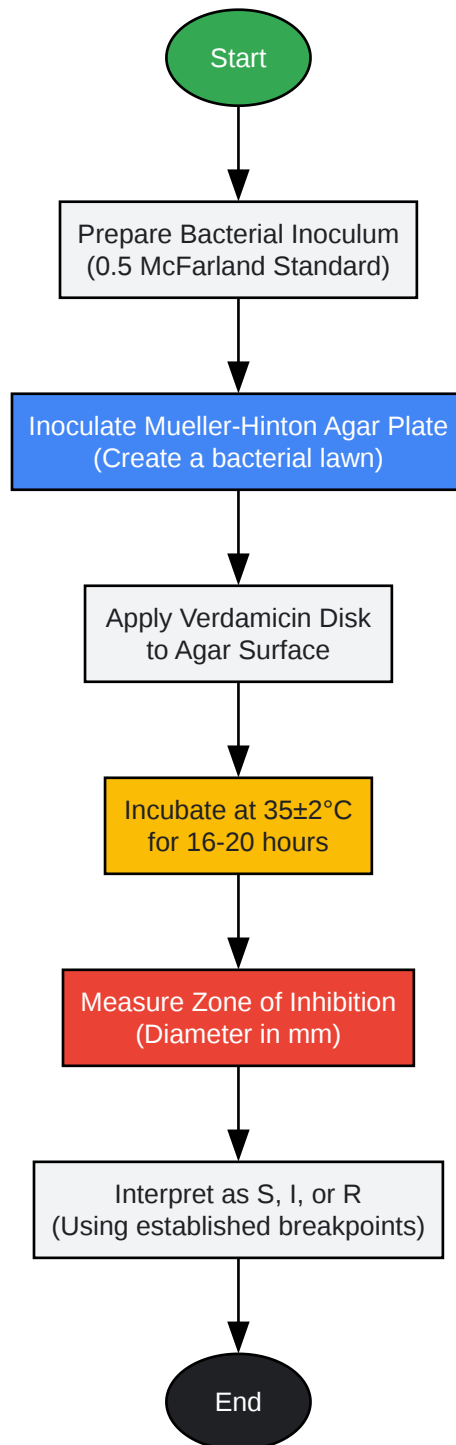 Start
Prepare Bacterial Inoculum
(0.5 McFarland Standard)
Inoculate Mueller-Hinton Agar Plate
(Create a bacterial lawn)
Apply Verdamicin Disk
to Agar Surface
Incubate at 35±2°C
for 16-20 hours
Measure Zone of Inhibition
(Diameter in mm)
Interpret as S, I, or R
(Using established breakpoints)
End